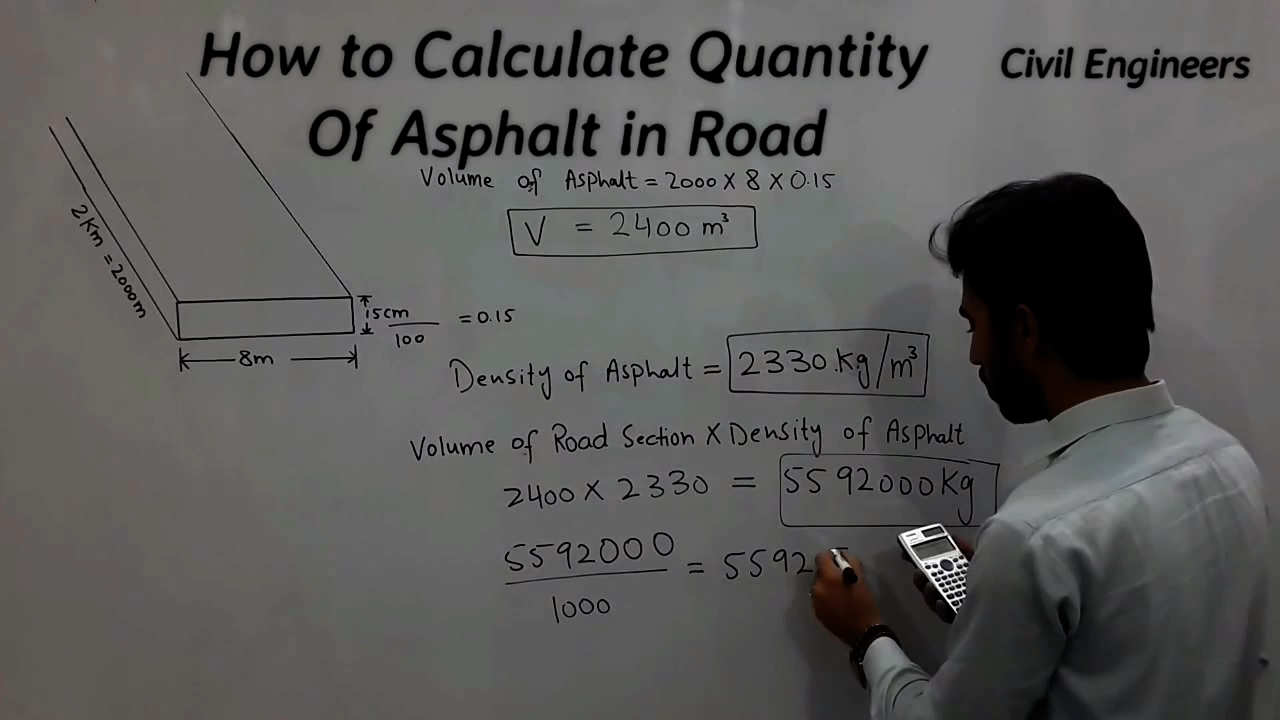 How to Calculate Quantity
Of Asphalt in Road
Civil Engineers
Volume of Asphalt = 2000 X 8 X 0.15
V = 2400 m³
2 Km = 2000m
15cm
100
= 0.15
8m
Density of Asphalt = 2330.Kg/m³
Volume of Road Section X Density of Asphalt
2400 X 2330 = 5592000 Kg
5592000
1000
= 5592